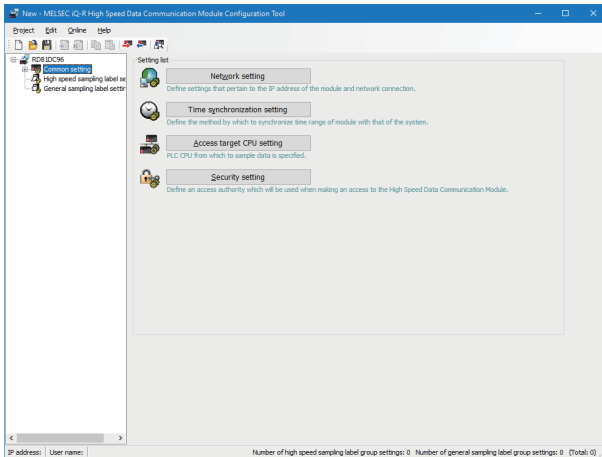 New - MELSEC iQ-R High Speed Data Communication Module Configuration Tool
Project Edit Online Help
RD81DC96
Common setting
High speed sampling label se
General sampling label settir
Setting list
Network setting
Define settings that pertain to the IP address of the module and network connection.
Time synchronization setting
Define the method by which to synchronize time range of module with that of the system.
Access target CPU setting
PLC CPU from which to sample data is specified.
Security setting
Define an access authority which will be used when making an access to the High Speed Data Communication Module.
IP address: User name: Number of high speed sampling label group settings: 0 Number of general sampling label group settings: 0 (Total: 0)